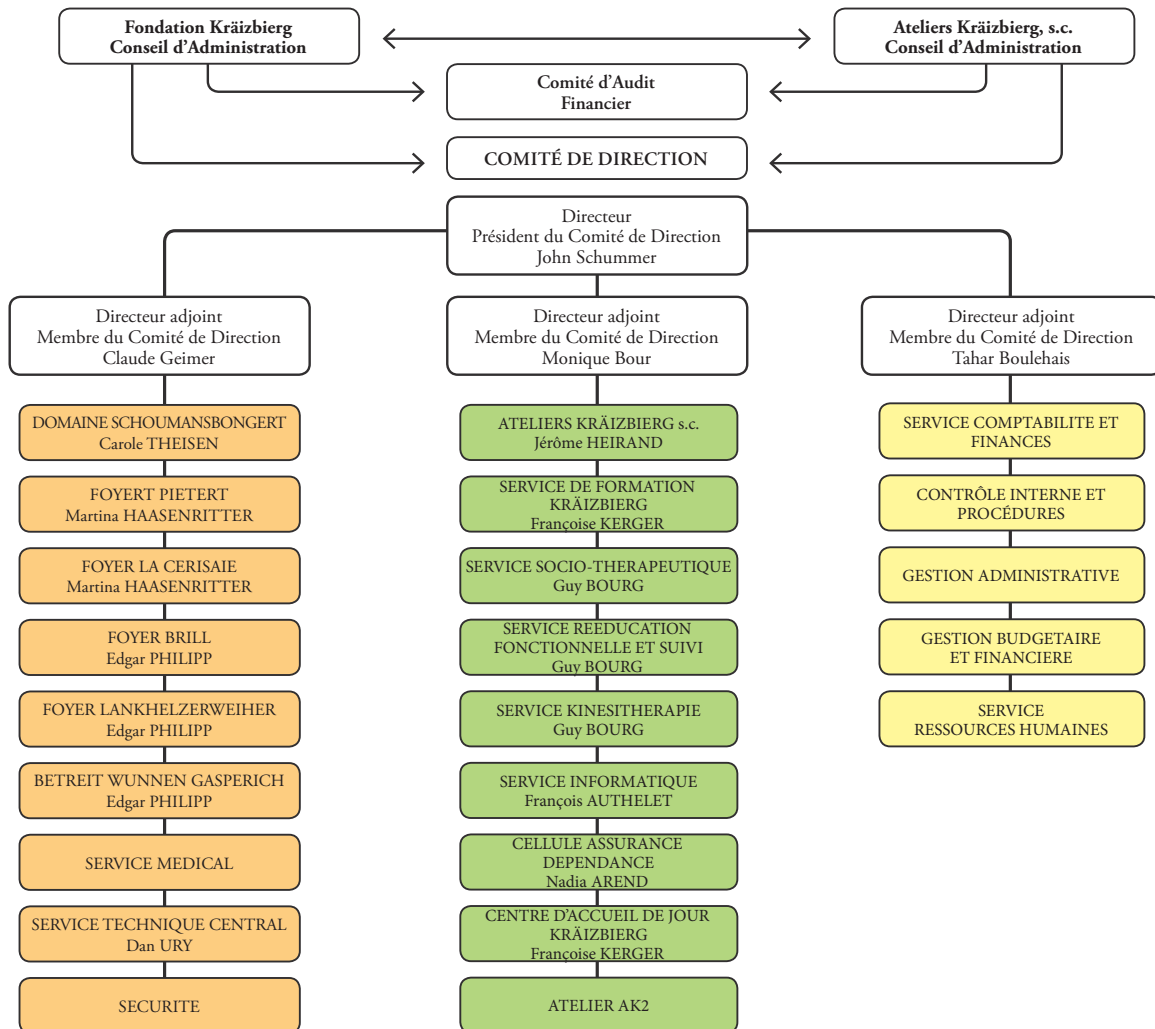 Fondation Kräizbierg
Conseil d'Administration
Ateliers Kräizbierg, s.c.
Conseil d'Administration
Comité d'Audit
Financier
COMITÉ DE DIRECTION
Directeur
Président du Comité de Direction
John Schummer
Directeur adjoint
Membre du Comité de Direction
Claude Geimer
Directeur adjoint
Membre du Comité de Direction
Monique Bour
Directeur adjoint
Membre du Comité de Direction
Tahar Boulehais
DOMAINE SCHOUMANSBONGERT
Carole THEISEN
FOYERT PIETERT
Martina HAASENRITTER
FOYER LA CERISAIE
Martina HAASENRITTER
FOYER BRILL
Edgar PHILIPP
FOYER LANKHELZERWEIHER
Edgar PHILIPP
BETREIT WUNNEN GASPERICH
Edgar PHILIPP
SERVICE MEDICAL
SERVICE TECHNIQUE CENTRAL
Dan URY
SECURITE
ATELIERS KRÄIZBIERG s.c.
Jérôme HEIRAND
SERVICE DE FORMATION
KRÄIZBIERG
Françoise KERGER
SERVICE SOCIO-THERAPEUTIQUE
Guy BOURG
SERVICE REEDUCATION
FONCTIONNELLE ET SUIVI
Guy BOURG
SERVICE KINESITHERAPIE
Guy BOURG
SERVICE INFORMATIQUE
François AUTHELET
CELLULE ASSURANCE
DEPENDANCE
Nadia AREND
CENTRE D'ACCUEIL DE JOUR
KRÄIZBIERG
Françoise KERGER
ATELIER AK2
SERVICE COMPTABILITE ET
FINANCES
CONTRÔLE INTERNE ET
PROCÉDURES
GESTION ADMINISTRATIVE
GESTION BUDGETAIRE
ET FINANCIERE
SERVICE
RESSOURCES HUMAINES